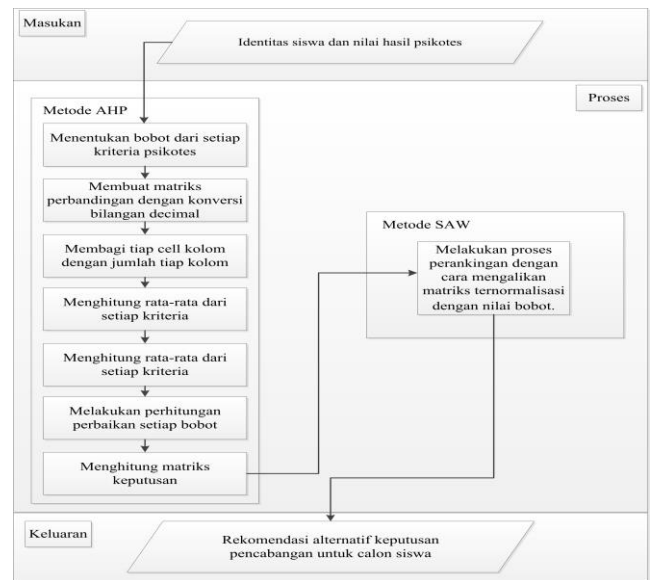 Masukan
Identitas siswa dan nilai hasil psikotes
Proses
Metode AHP
Menentukan bobot dari setiap
kriteria psikotes
Membuat matriks
perbandingan dengan konversi
bilangan decimal
Membagi tiap cell kolom
dengan jumlah tiap kolom
Menghitung rata-rata dari
setiap kriteria
Menghitung rata-rata dari
setiap kriteria
Melakukan perhitungan
perbaikan setiap bobot
Menghitung matriks
keputusan
Metode SAW
Melakukan proses
perankingan dengan
cara mengalikan
matriks ternormalisasi
dengan nilai bobot.
Keluaran
Rekomendasi alternatif keputusan
pencabangan untuk calon siswa